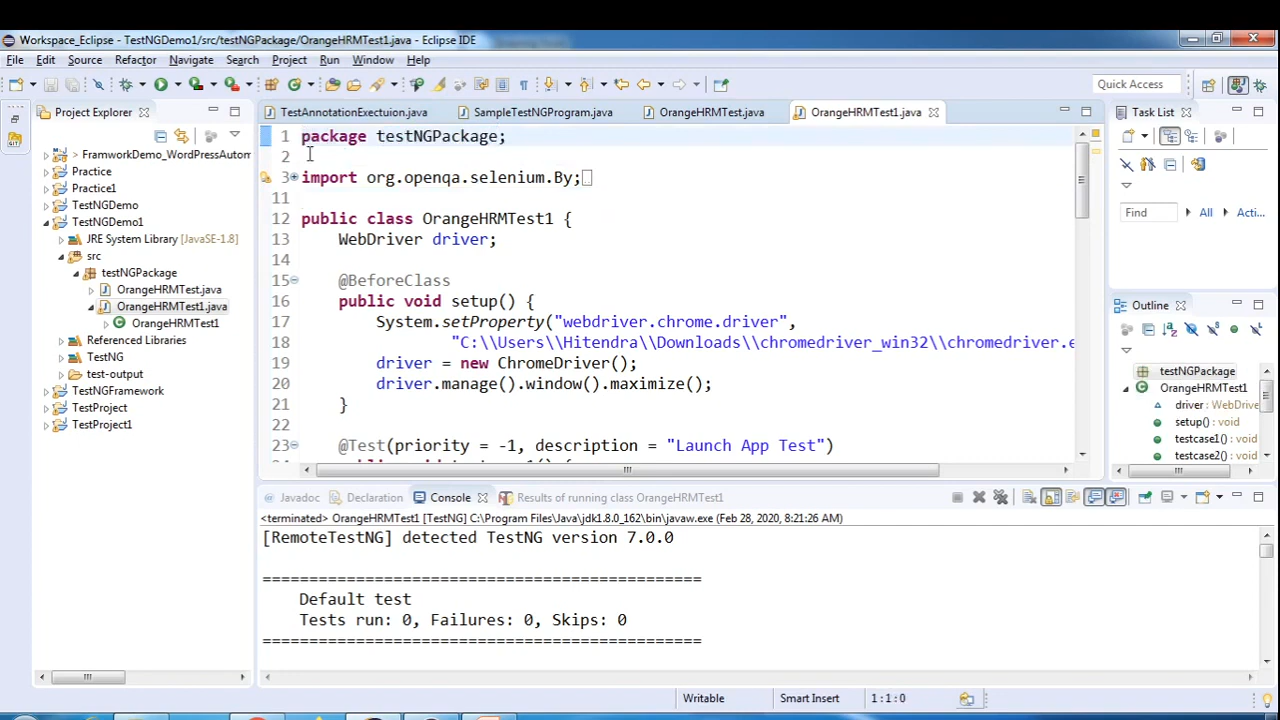 Workspace_Eclipse - TestNGDemo1/src/testNGPackage/OrangeHRMTest1.java - Eclipse IDE
File Edit Source Refactor Navigate Search Project Run Window Help
Quick Access
Project Explorer
TestAnnotationExectuion.java SampleTestNGProgram.java OrangeHRMTest.java OrangeHRMTest1.java
Task List
> FramworkDemo_WordPressAutom
Practice
Practice1
TestNGDemo
TestNGDemo1
JRE System Library [JavaSE-1.8]
src
testNGPackage
OrangeHRMTest.java
OrangeHRMTest1.java
OrangeHRMTest1
Referenced Libraries
TestNG
test-output
TestNGFramework
TestProject
TestProject1
1 package testNGPackage;
2
3 import org.openqa.selenium.By;
11
12 public class OrangeHRMTest1 {
13 WebDriver driver;
14
15 @BeforeClass
16 public void setup() {
17 System.setProperty("webdriver.chrome.driver",
18 "C:\\Users\\Hitendra\\Downloads\\chromedriver_win32\\chromedriver.e
19 driver = new ChromeDriver();
20 driver.manage().window().maximize();
21 }
22
23 @Test(priority = -1, description = "Launch App Test")
Find All Acti...
Outline
testNGPackage
OrangeHRMTest1
driver : WebDrive
setup() : void
testcase1() : void
testcase2() : void
Javadoc Declaration Console Results of running class OrangeHRMTest1
<terminated> OrangeHRMTest1 [TestNG] C:\Program Files\Java\jdk1.8.0_162\bin\javaw.exe (Feb 28, 2020, 8:21:26 AM)
[RemoteTestNG] detected TestNG version 7.0.0
===============================================
Default test
Tests run: 0, Failures: 0, Skips: 0
===============================================
Writable Smart Insert 1:1:0